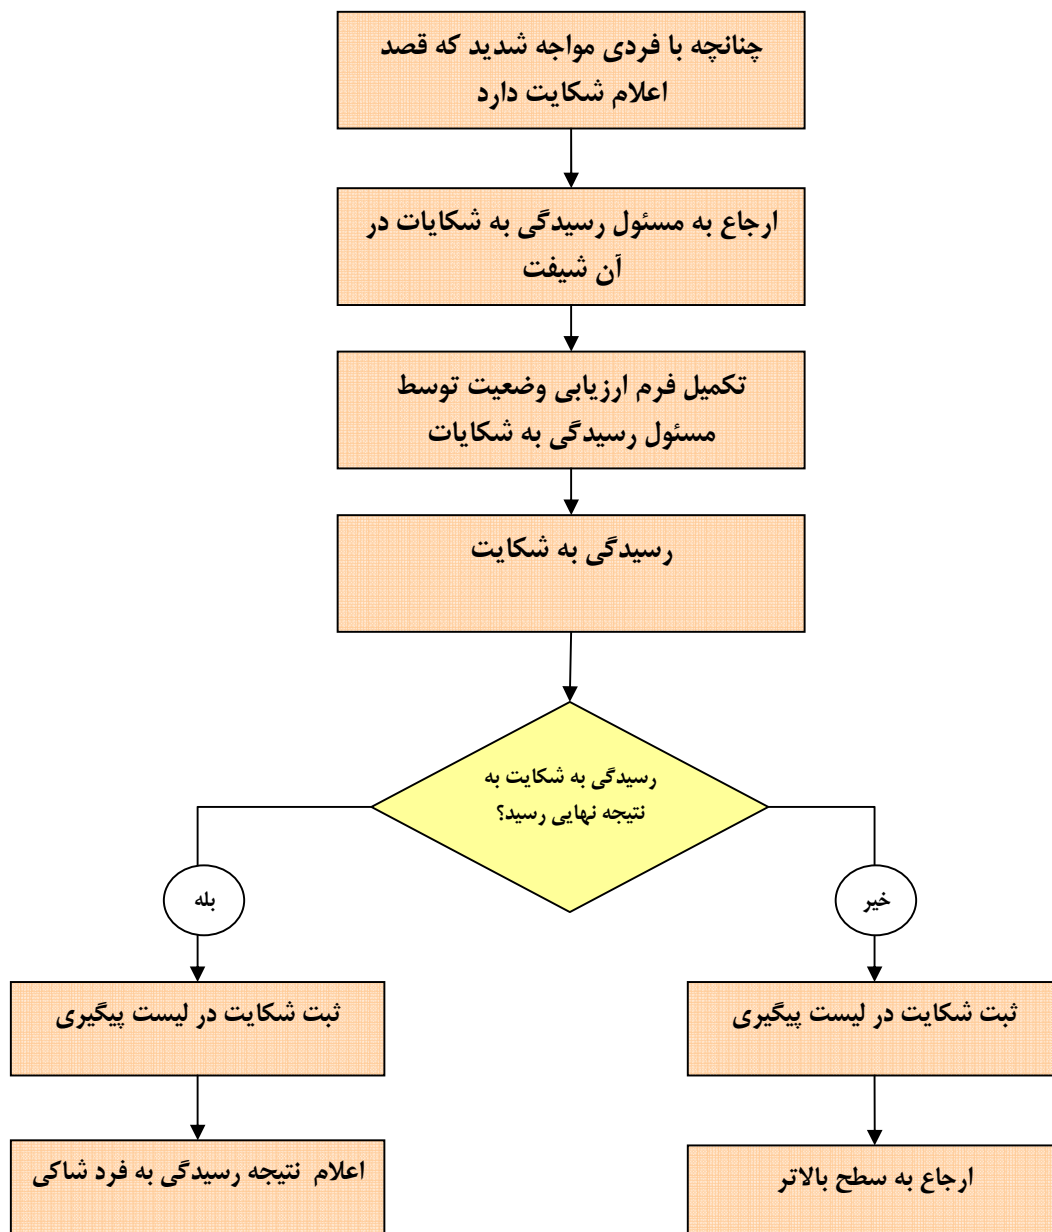 چنانچه با فردی مواجه شدید که قصد
اعلام شکایت دارد
ارجاع به مسئول رسیدگی به شکایات در
آن شیفت
تکمیل فرم ارزیابی وضعیت توسط
مسئول رسیدگی به شکایات
رسیدگی به شکایت
رسیدگی به شکایت به
نتیجه نهایی رسید؟
خیر
بله
ثبت شکایت در لیست پیگیری
ثبت شکایت در لیست پیگیری
ارجاع به سطح بالاتر
اعلام نتیجه رسیدگی به فرد شاکی